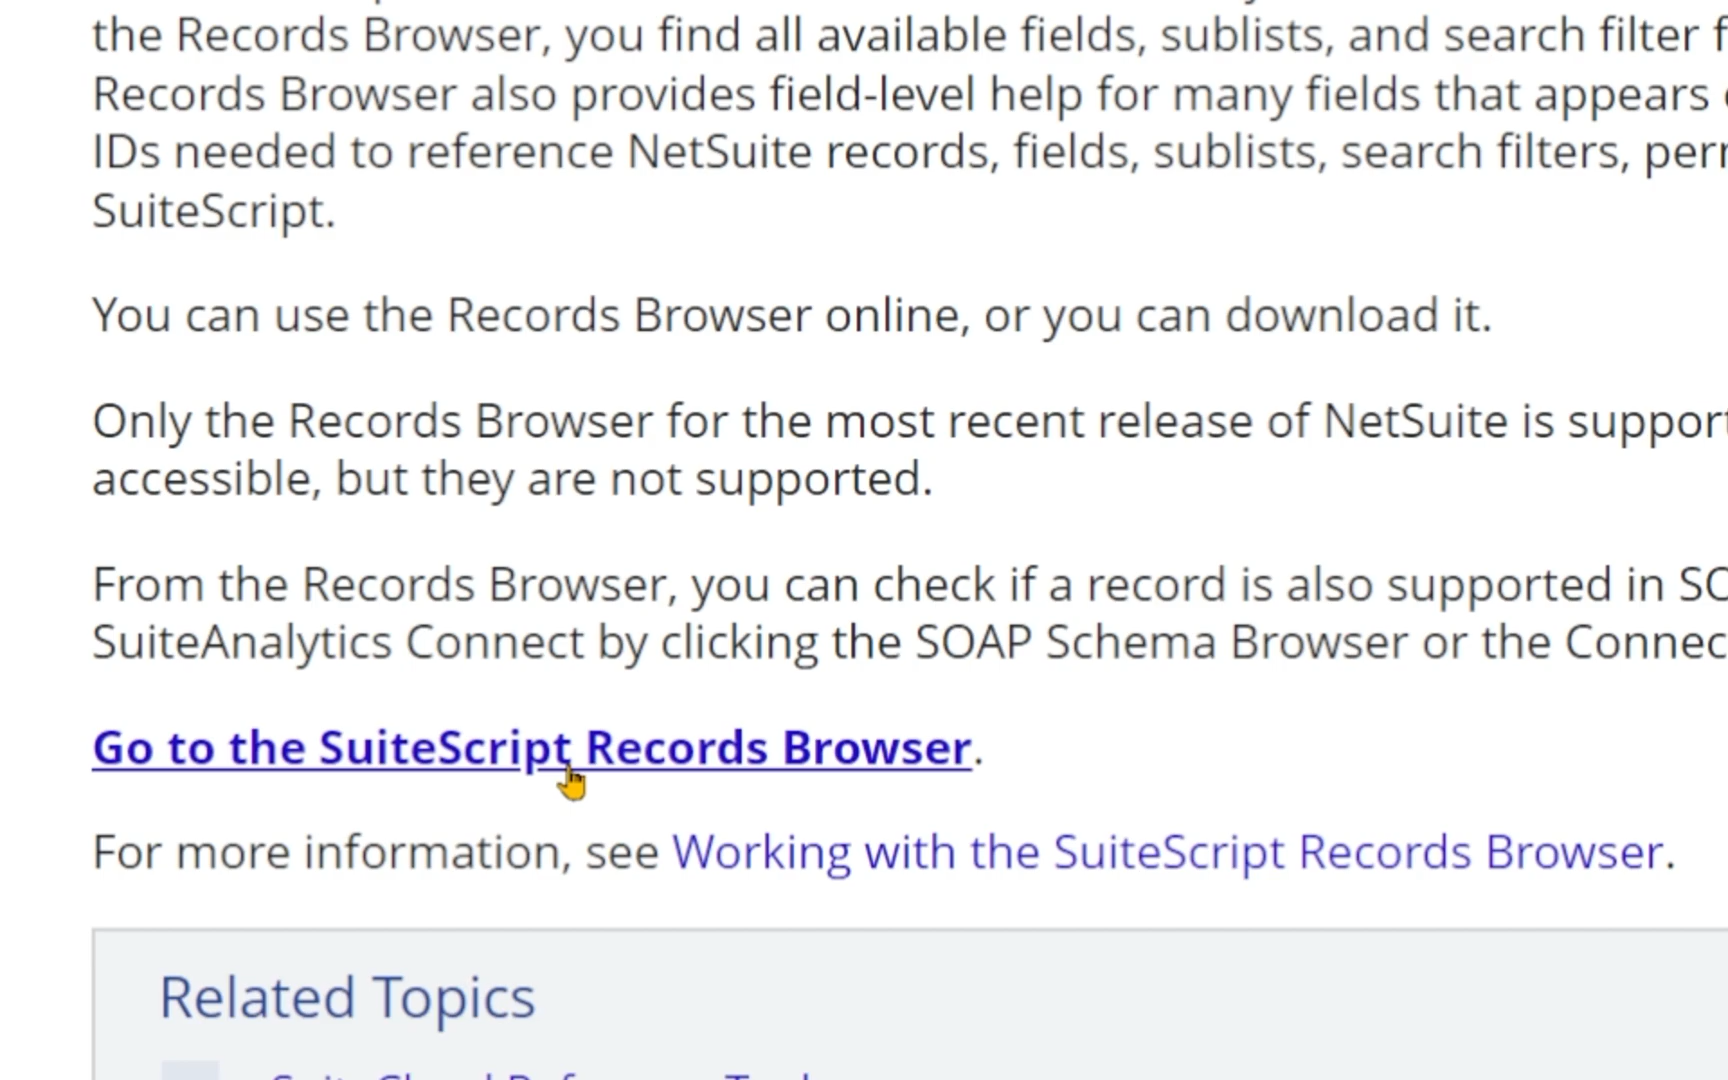 the Records Browser, you find all available fields, sublists, and search filter
Records Browser also provides field-level help for many fields that appears
IDs needed to reference NetSuite records, fields, sublists, search filters,
SuiteScript.
You can use the Records Browser online, or you can download it.
Only the Records Browser for the most recent release of NetSuite is
accessible, but they are not supported.
From the Records Browser, you can check if a record is also supported in
SuiteAnalytics Connect by clicking the SOAP Schema Browser or the
Go to the SuiteScript Records Browser.
For more information, see Working with the SuiteScript Records Browser.
Related Topics